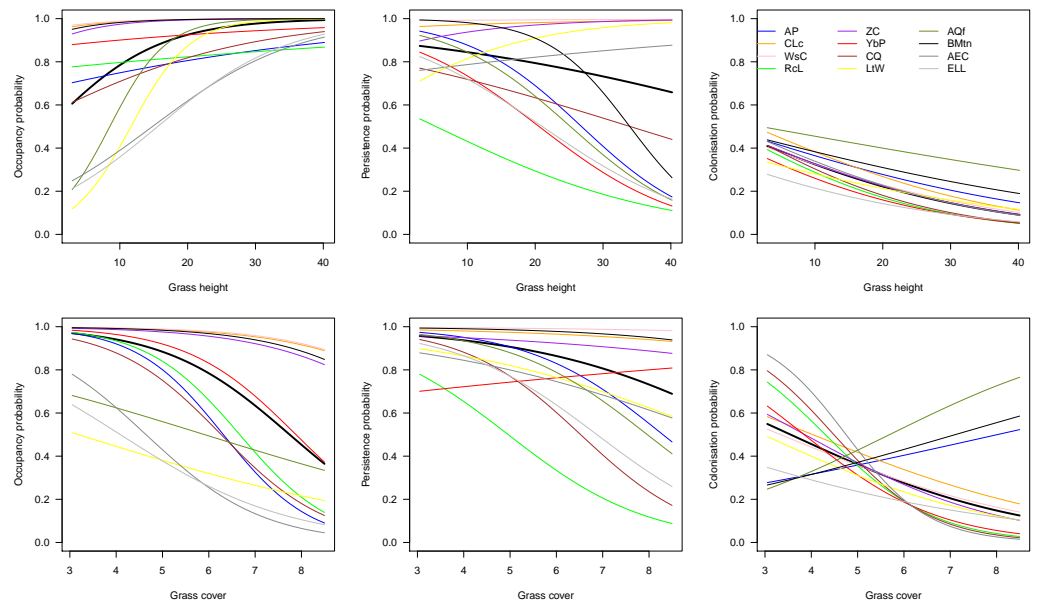 Occupancy probability
1.0
0.8
0.6
0.4
0.2
0.0
10
20
30
40
Grass height
Persistence probability
1.0
0.8
0.6
0.4
0.2
0.0
10
20
30
40
Grass height
Colonisation probability
1.0
0.8
0.6
0.4
0.2
0.0
AP
CLc
WsC
RcL
ZC
YbP
CQ
LtW
AQf
BMtn
AEC
ELL
10
20
30
40
Grass height
Occupancy probability
1.0
0.8
0.6
0.4
0.2
0.0
3
4
5
6
7
8
Grass cover
Persistence probability
1.0
0.8
0.6
0.4
0.2
0.0
3
4
5
6
7
8
Grass cover
Colonisation probability
1.0
0.8
0.6
0.4
0.2
0.0
3
4
5
6
7
8
Grass cover